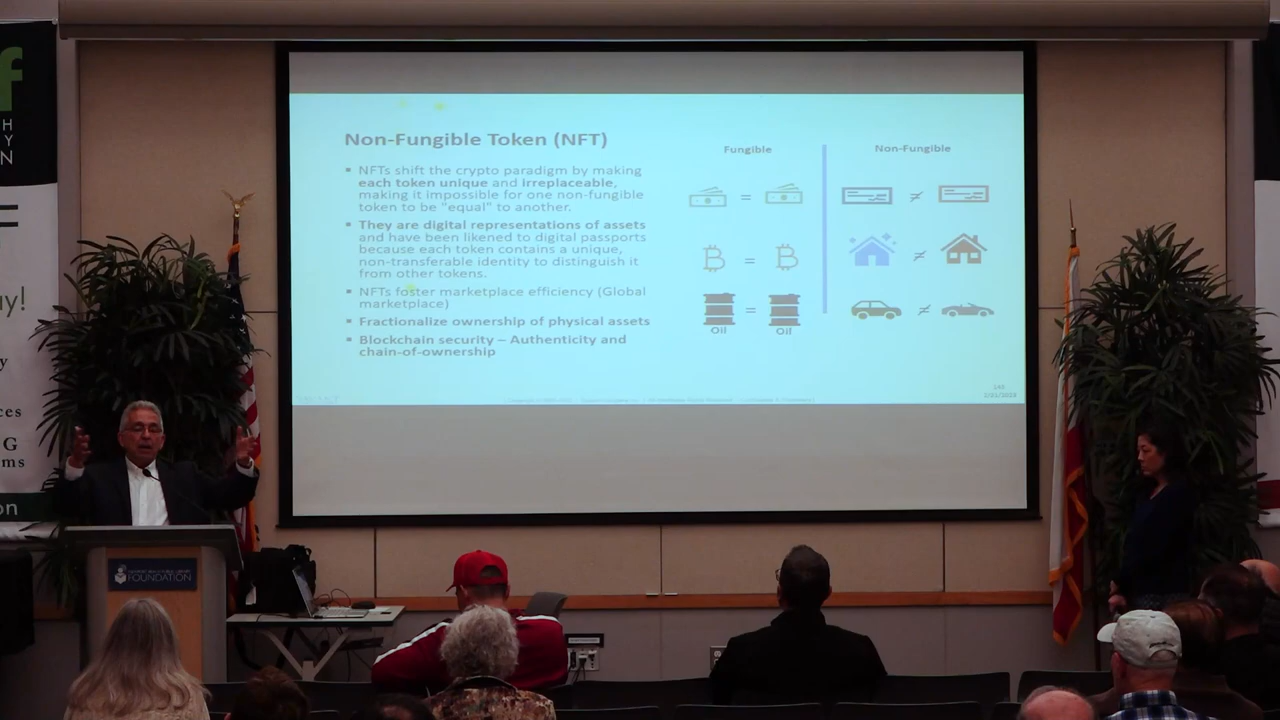 f
H
Y
N
ay!
y
ces
G
ms
on
Non-Fungible Token (NFT)
▪ NFTs shift the crypto paradigm by making
each token unique and irreplaceable,
making it impossible for one non-fungible
token to be "equal" to another.
▪ They are digital representations of assets
and have been likened to digital passports
because each token contains a unique,
non-transferable identity to distinguish it
from other tokens.
▪ NFTs foster marketplace efficiency (Global
marketplace)
▪ Fractionalize ownership of physical assets
▪ Blockchain security – Authenticity and
chain-of-ownership
Fungible
Non-Fungible
=
≠
=
≠
=
≠
Oil
Oil
FOUNDATION